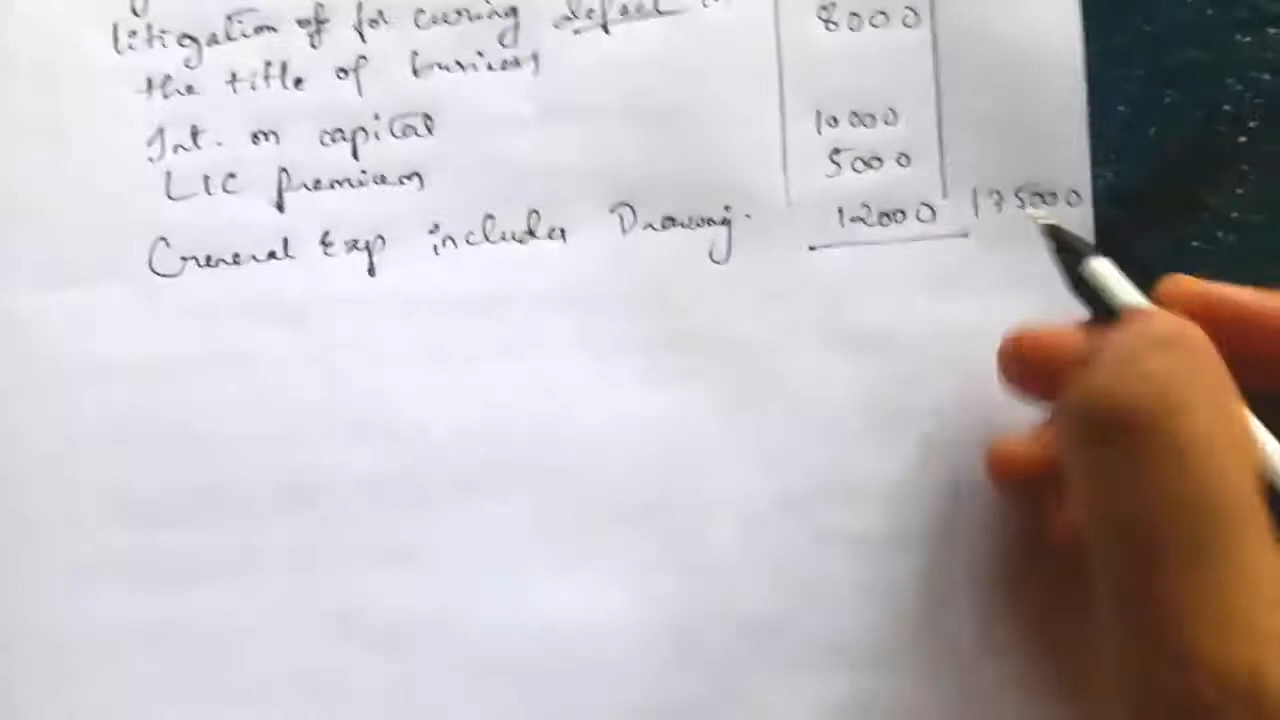 litigation of for curing defect in 8000
the title of business
Int. on capital 10000
LIC premium 5000
General Exp includes Drawing. 12000 175000